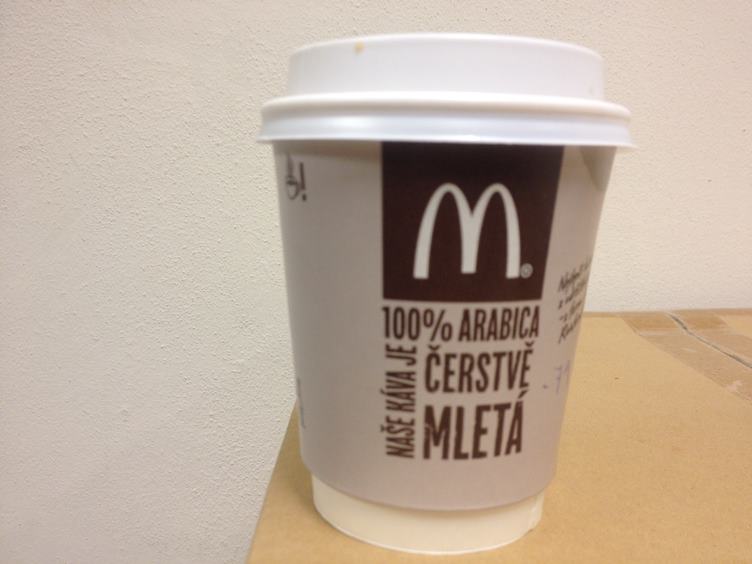 M®
100% ARABICA
NAŠE KÁVA JE
ČERSTVĚ
MLETÁ